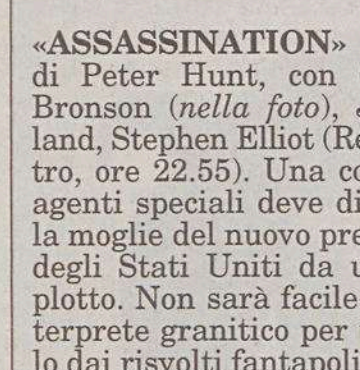 «ASSASSINATION»
di Peter Hunt, con
Bronson (nella foto),
land, Stephen Elliot (Re
tro, ore 22.55). Una co
agenti speciali deve di
la moglie del nuovo pre
degli Stati Uniti da u
plotto. Non sarà facile
terprete granitico per
lo dai risvolti fantapoli